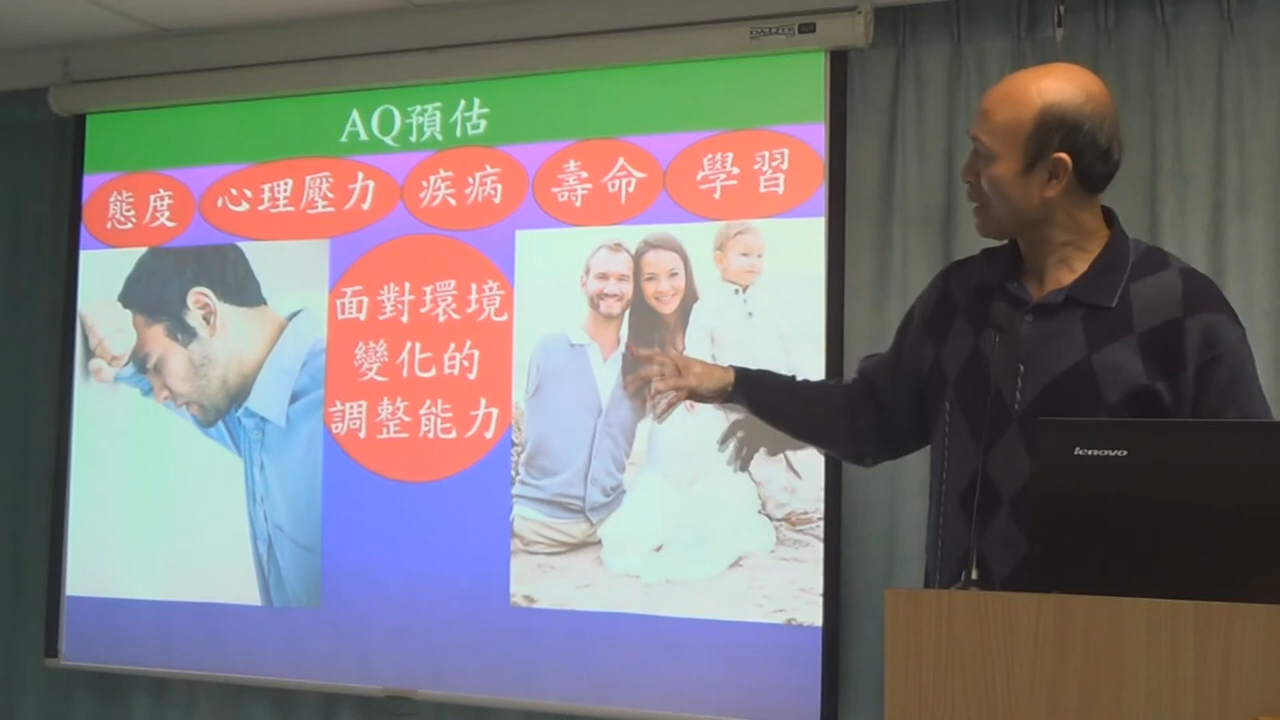 AQ預估
態度
心理壓力
疾病
壽命
學習
面對環境
變化的
調整能力
lenovo